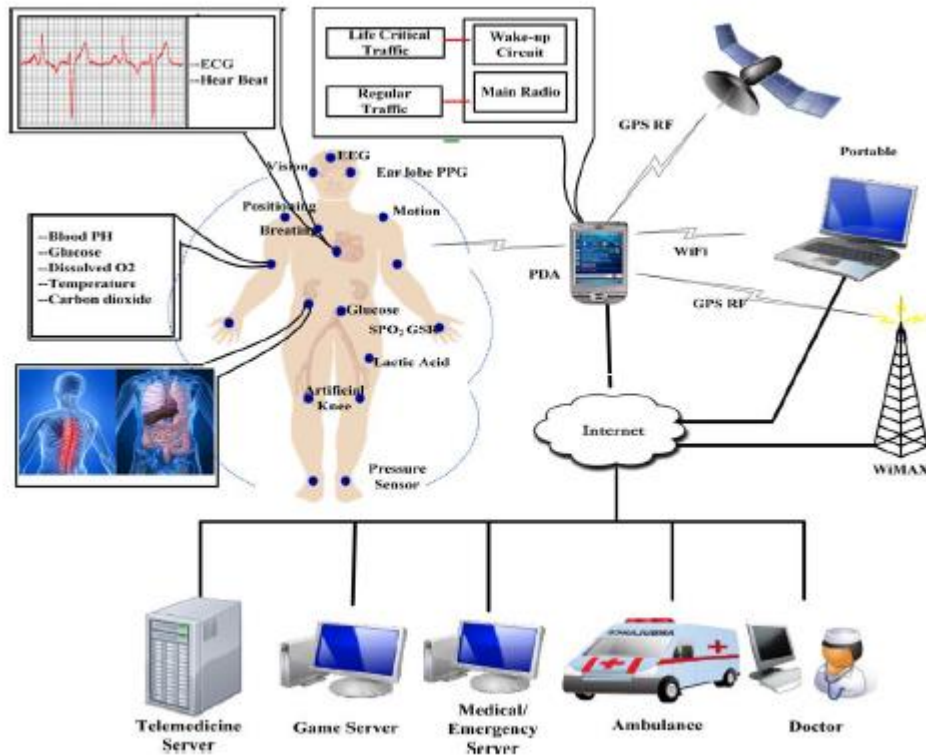 --ECG
--Hear Beat
Life Critical
Traffic
Wake-up
Circuit
Regular
Traffic
Main Radio
GPS RF
Portable
EEG
Vision
Ear lobe PPG
Positioning
Motion
Breating
--Blood PH
--Glucose
--Dissolved O2
--Temperature
--Carbon dioxide
PDA
WiFi
GPS RF
Glucose
SPO₂ GSR
Lactic Acid
Artificial
Knee
Internet
WiMAX
Pressure
Sensor
Telemedicine
Server
Game Server
Medical/
Emergency
Server
Ambulance
Doctor